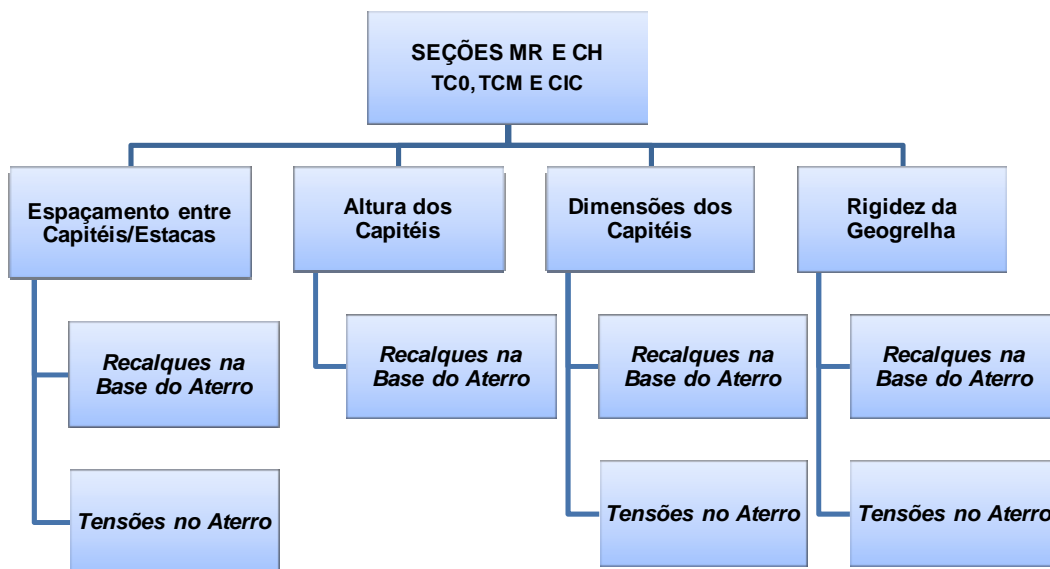 SEÇÕES MR E CH
TC0, TCM E CIC
Espaçamento entre
Capitéis/Estacas
Recalques na
Base do Aterro
Tensões no Aterro
Altura dos
Capitéis
Recalques na
Base do Aterro
Dimensões dos
Capitéis
Recalques na
Base do Aterro
Tensões no Aterro
Rigidez da
Geogrelha
Recalques na
Base do Aterro
Tensões no Aterro